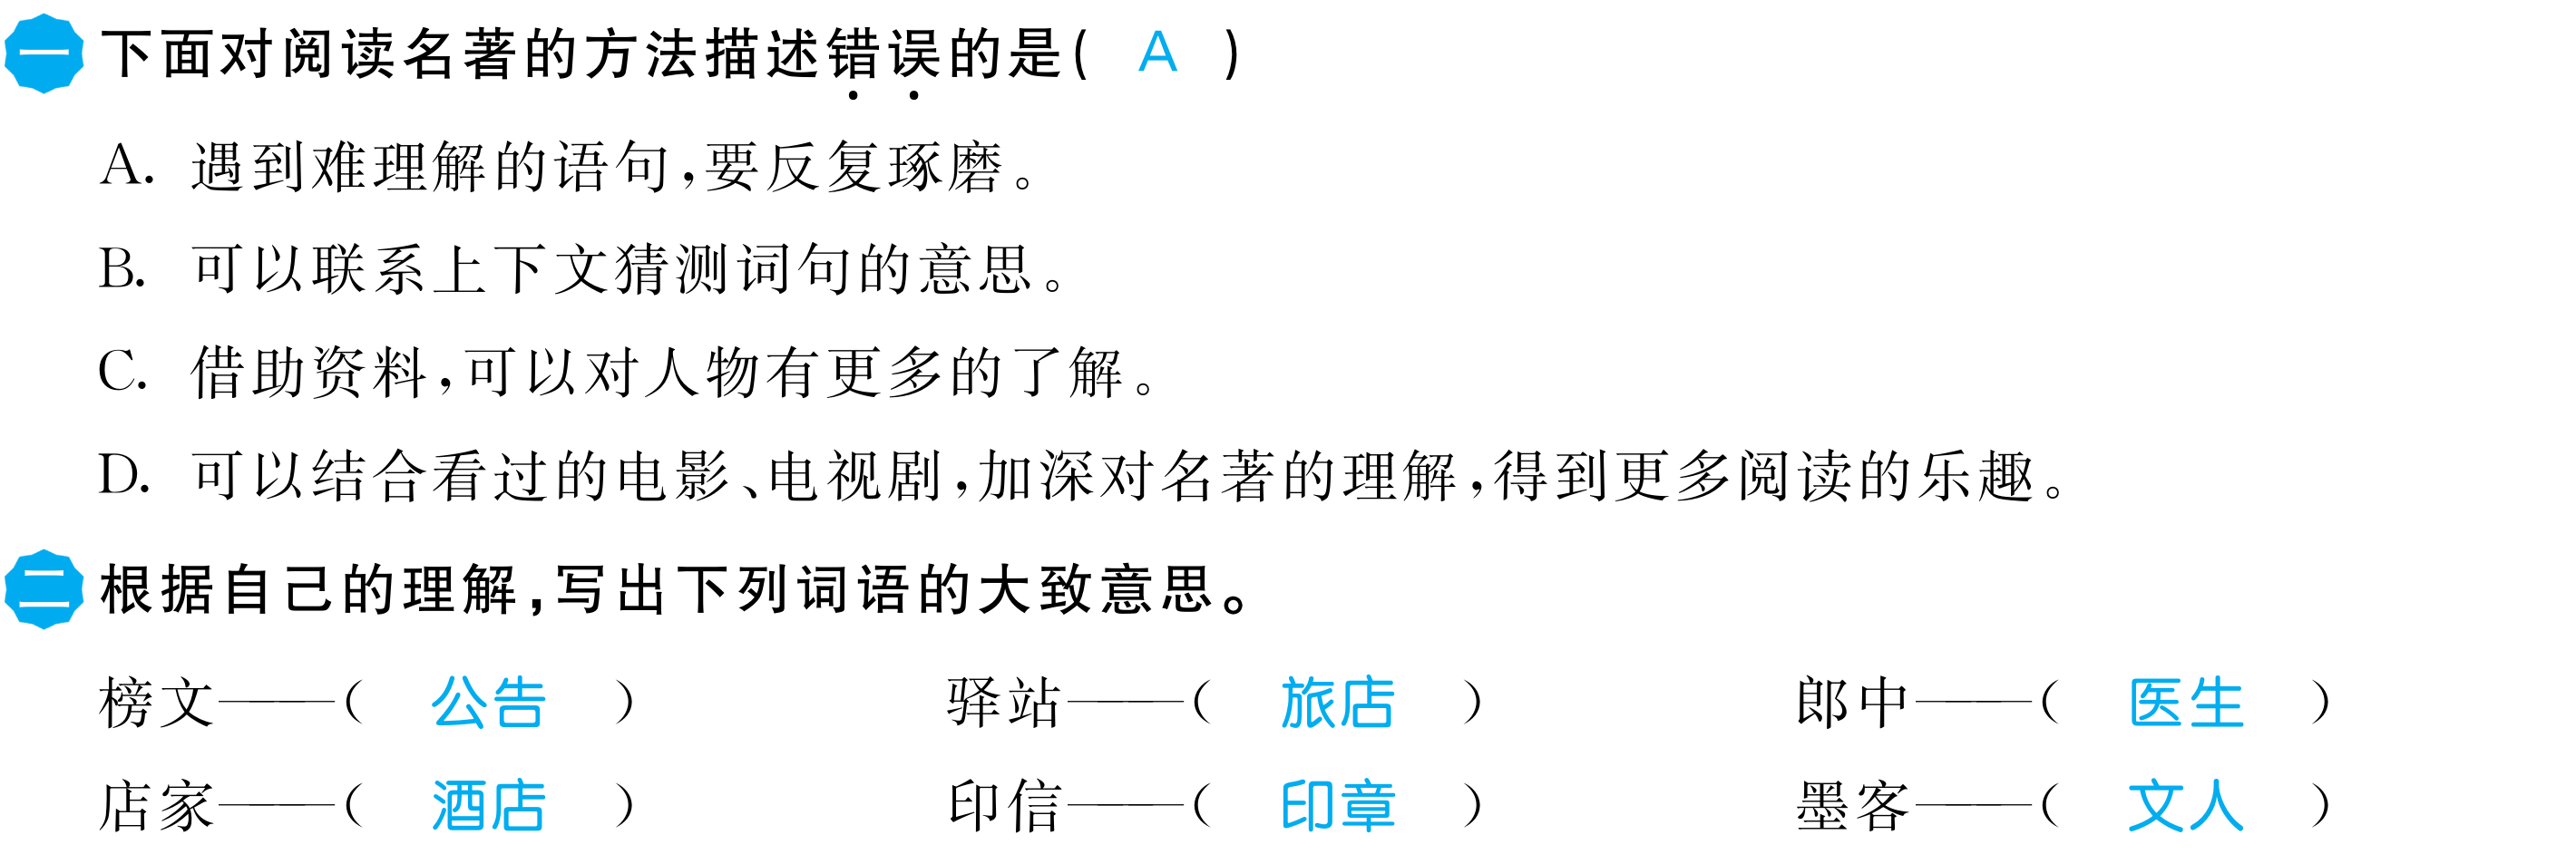 一 下面对阅读名著的方法描述错误的是( A )
A. 遇到难理解的语句,要反复琢磨。
B. 可以联系上下文猜测词句的意思。
C. 借助资料,可以对人物有更多的了解。
D. 可以结合看过的电影、电视剧,加深对名著的理解,得到更多阅读的乐趣。
二 根据自己的理解,写出下列词语的大致意思。
榜文——( 公告 ) 驿站——( 旅店 ) 郎中——( 医生 )
店家——( 酒店 ) 印信——( 印章 ) 墨客——( 文人 )